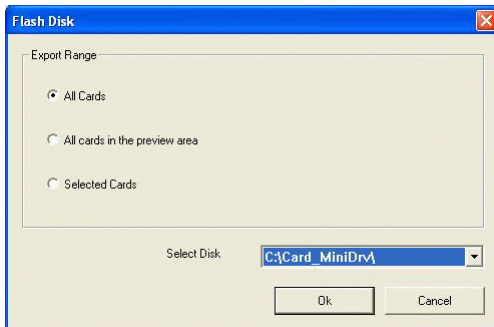 Flash Disk
Export Range
All Cards
All cards in the preview area
Selected Cards
Select Disk
C:\Card_MiniDrv\
Ok
Cancel